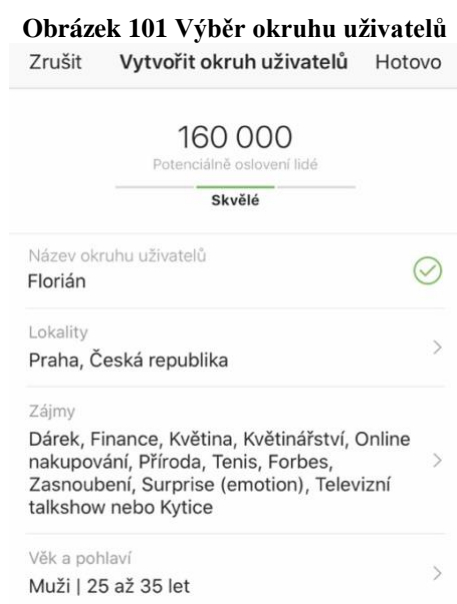 Obrázek 101 Výběr okruhu uživatelů
Zrušit Vytvořit okruh uživatelů Hotovo
160 000
Potenciálně oslovení lidé
Skvělé
Název okruhu uživatelů
Florián
Lokality
Praha, Česká republika
Zájmy
Dárek, Finance, Květina, Květinářství, Online
nakupování, Příroda, Tenis, Forbes,
Zasnoubení, Surprise (emotion), Televizní
talkshow nebo Kytice
Věk a pohlaví
Muži | 25 až 35 let